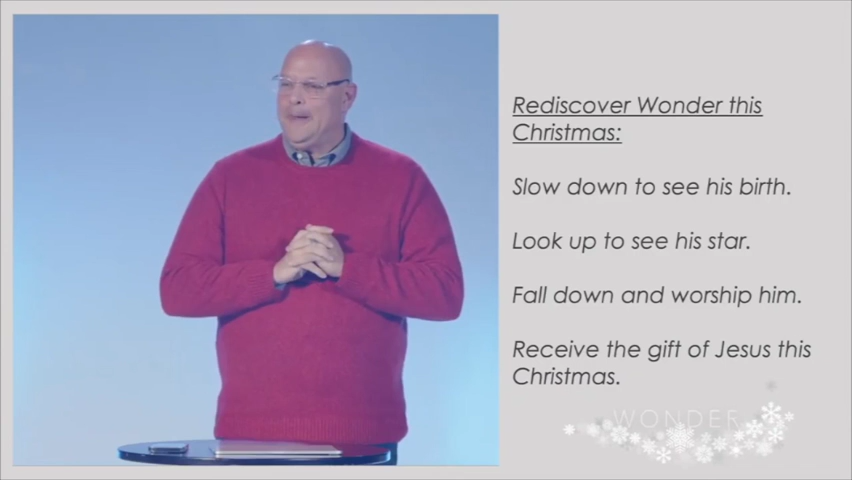 Rediscover Wonder this
Christmas:
Slow down to see his birth.
Look up to see his star.
Fall down and worship him.
Receive the gift of Jesus this
Christmas.
WONDER